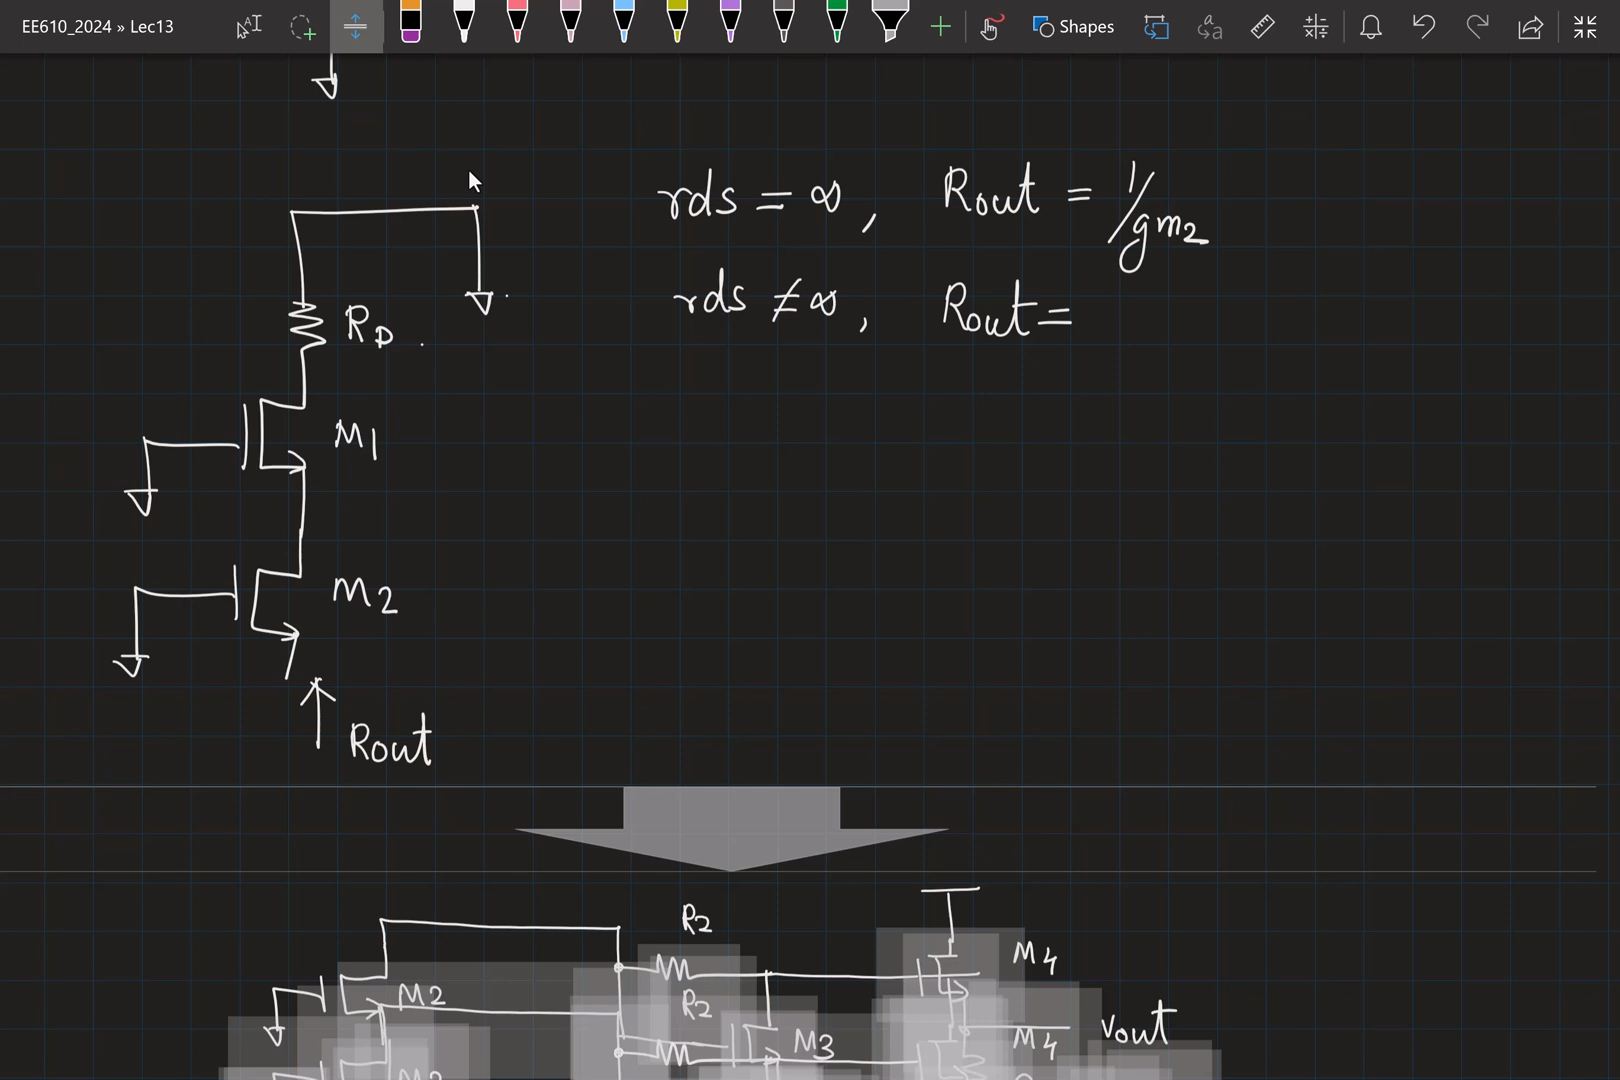 EE610_2024 » Lec13
Shapes
rds = ∞, Rout = 1/gm2
rds ≠ ∞, Rout =
RD
M1
M2
Rout
R2
M4
M2
R2
Vout
M3
M4